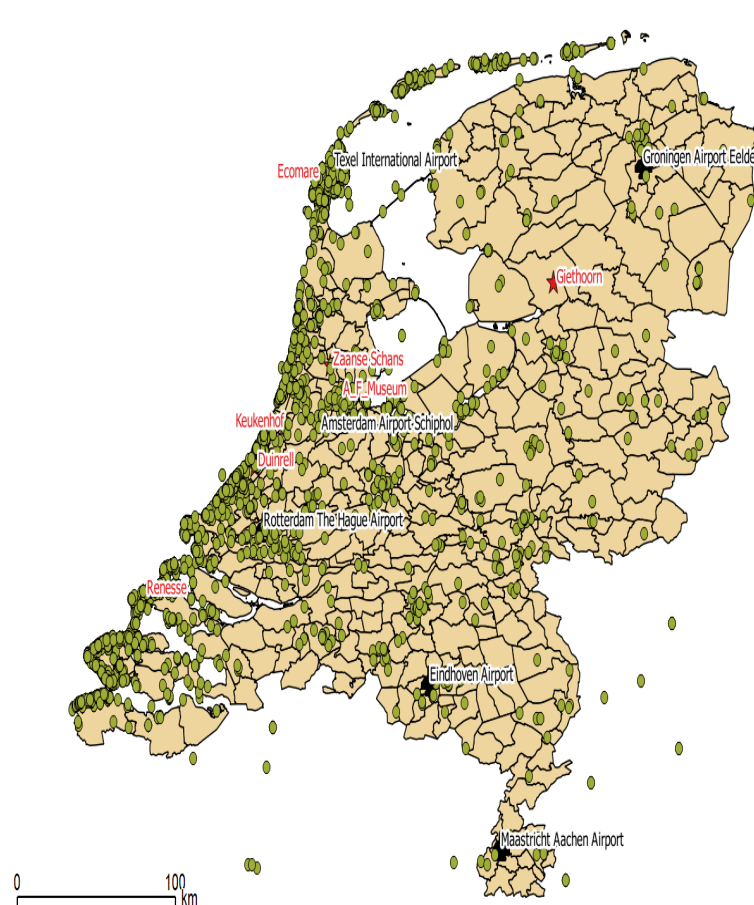 Texel International Airport
Groningen Airport Eelde
Ecomare
Giethoorn
Zaanse Schans
A_F_Museum
Keukenhof
Amsterdam Airport Schiphol
Duinrell
Rotterdam The Hague Airport
Renesse
Eindhoven Airport
Maastricht Aachen Airport
0 100
km